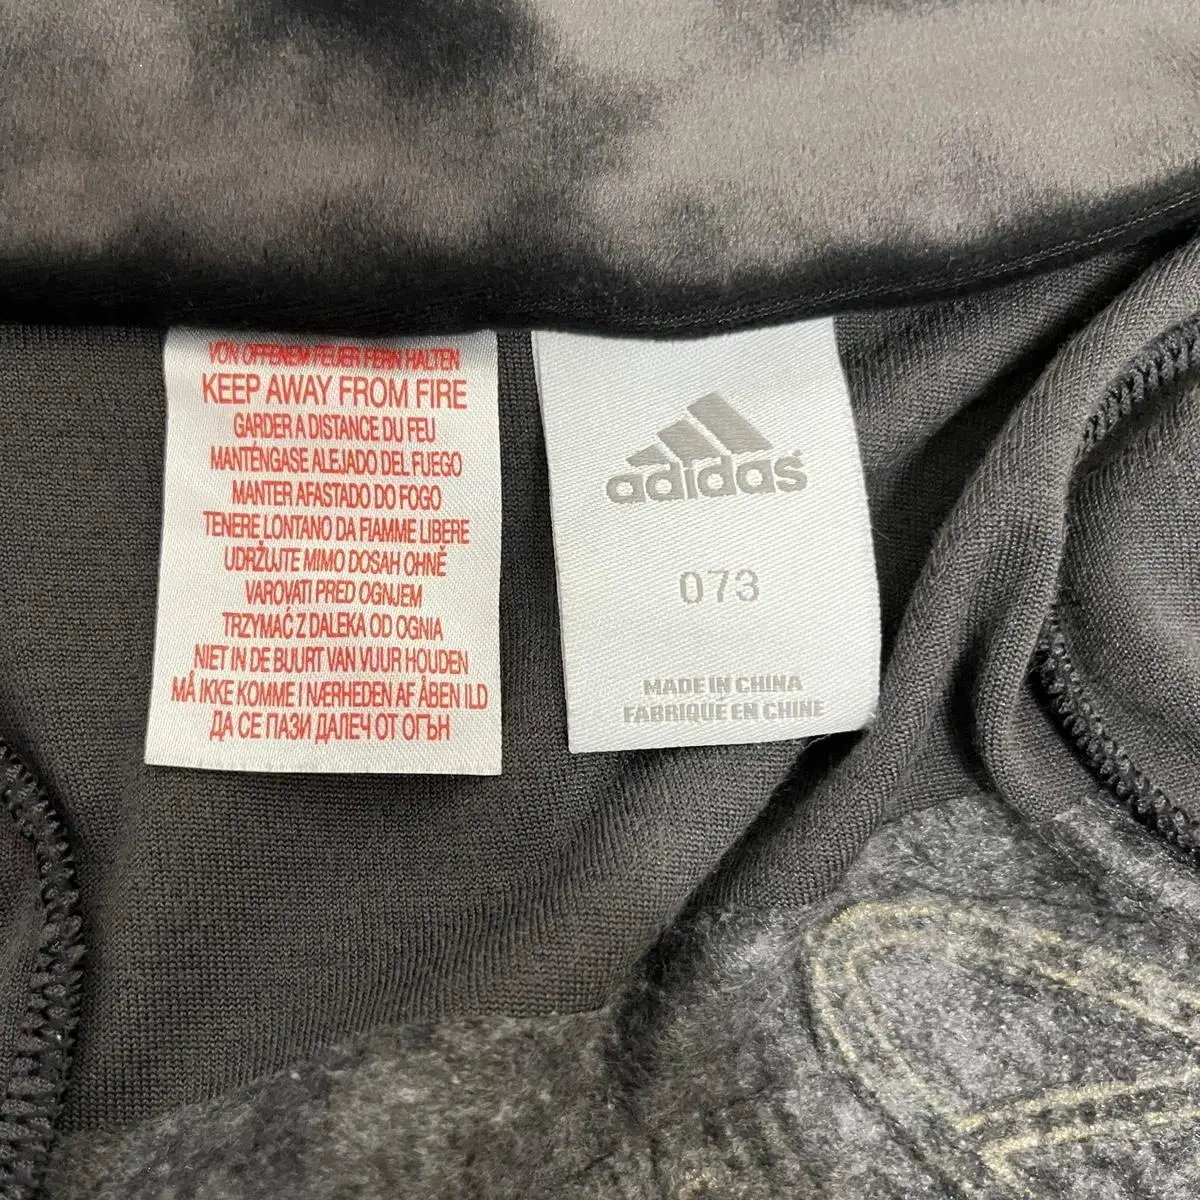 VON OFFENEM FEUER FERN HALTEN
KEEP AWAY FROM FIRE
GARDER A DISTANCE DU FEU
MANTÉNGASE ALEJADO DEL FUEGO
MANTER AFASTADO DO FOGO
TENERE LONTANO DA FIAMME LIBERE
UDRŽUJTE MIMO DOSAH OHNĚ
VAROVATI PRED OGNJEM
TRZYMAĆ Z DALEKA OD OGNIA
NIET IN DE BUURT VAN VUUR HOUDEN
MÅ IKKE KOMME I NÆRHEDEN AF ÅBEN ILD
ДА СЕ ПАЗИ ДАЛЕЧ ОТ ОГЪН
adidas
073
MADE IN CHINA
FABRIQUE EN CHINE